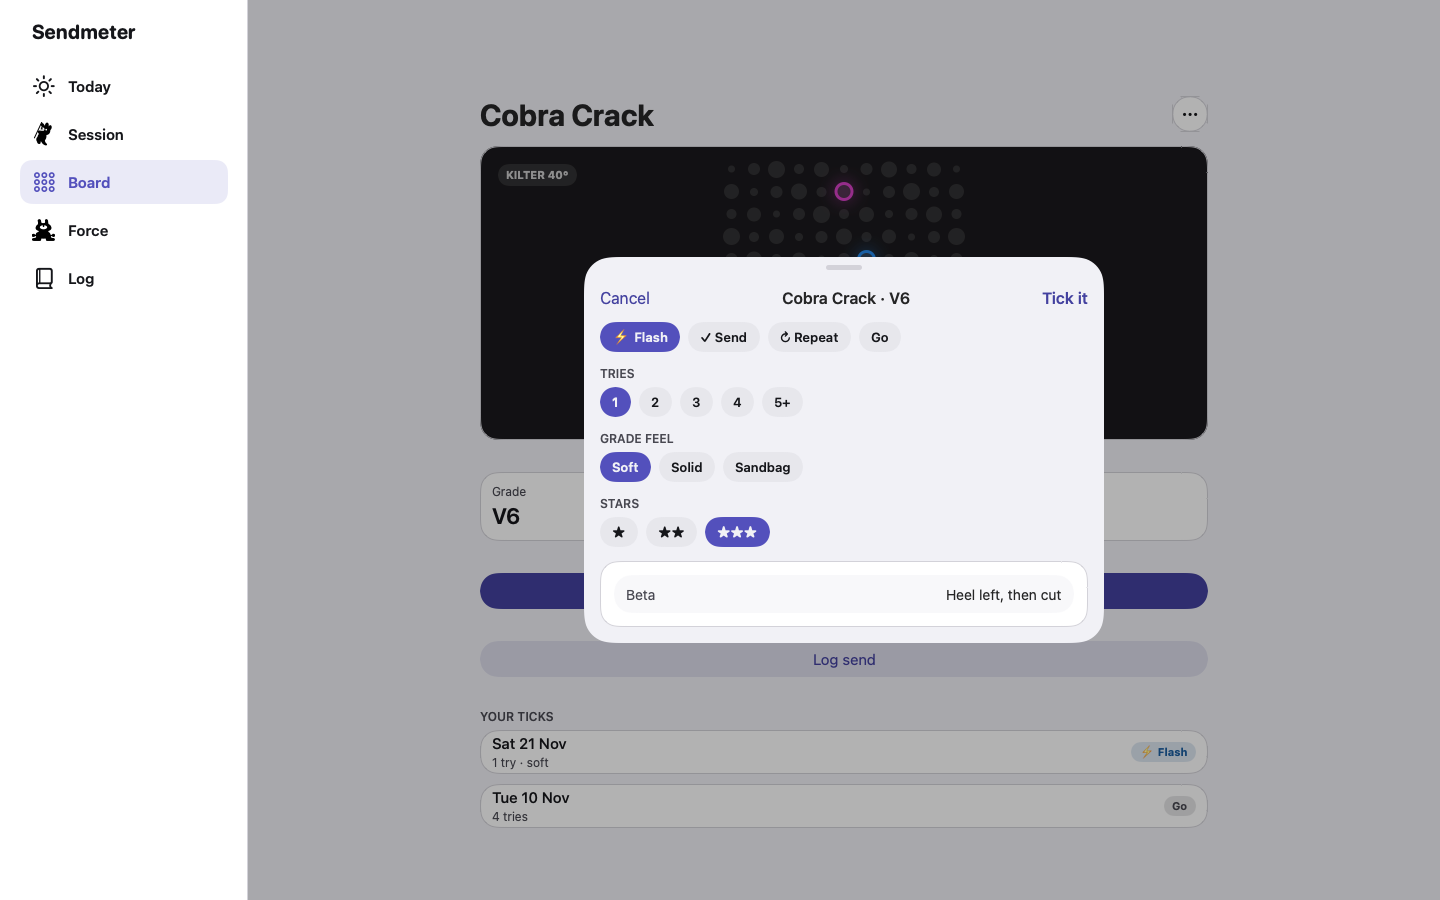 Sendmeter
Today
Session
Board
Force
Log
Cobra Crack
KILTER 40°
Cancel
Cobra Crack · V6
Tick it
⚡ Flash
✓ Send
↻ Repeat
Go
TRIES
1
2
3
4
5+
GRADE FEEL
Soft
Solid
Sandbag
STARS
★
★★
★★★
Beta
Heel left, then cut
Grade
V6
Log send
YOUR TICKS
Sat 21 Nov
1 try · soft
⚡ Flash
Tue 10 Nov
4 tries
Go